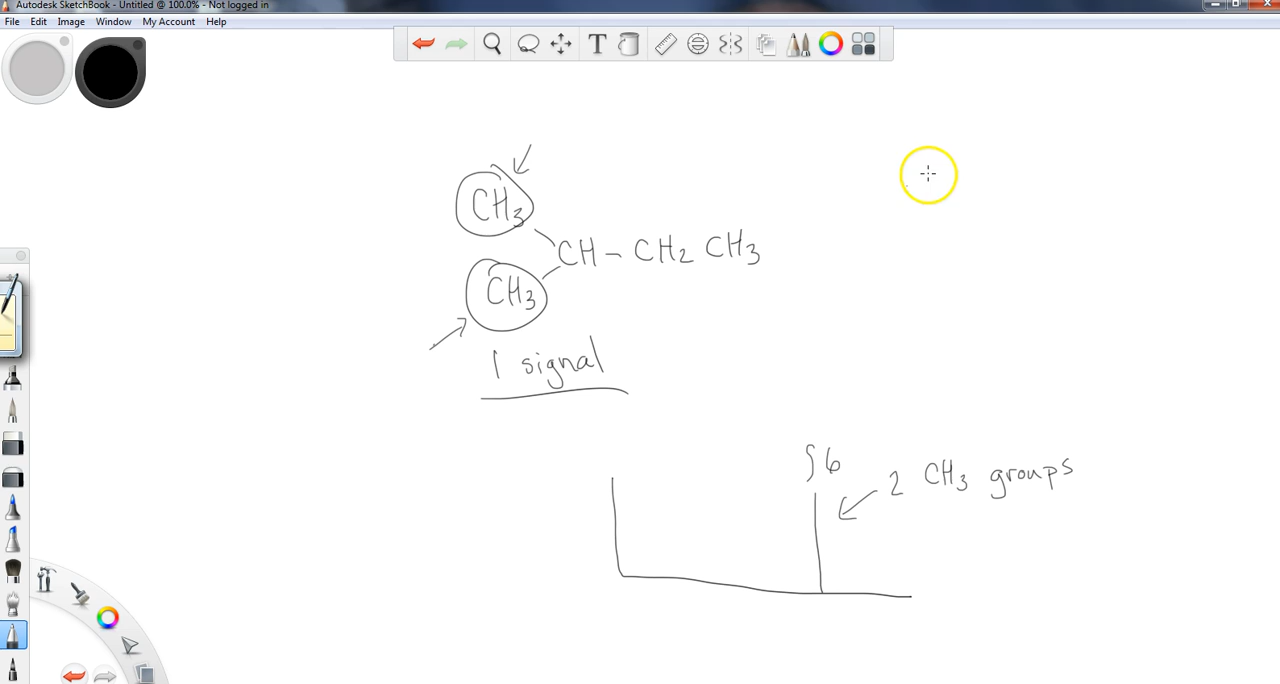 Autodesk SketchBook - Untitled @ 100.0% - Not logged in
File Edit Image Window My Account Help
T
CH3
CH - CH2 CH3
CH3
1 signal
∫6
2 CH3 groups